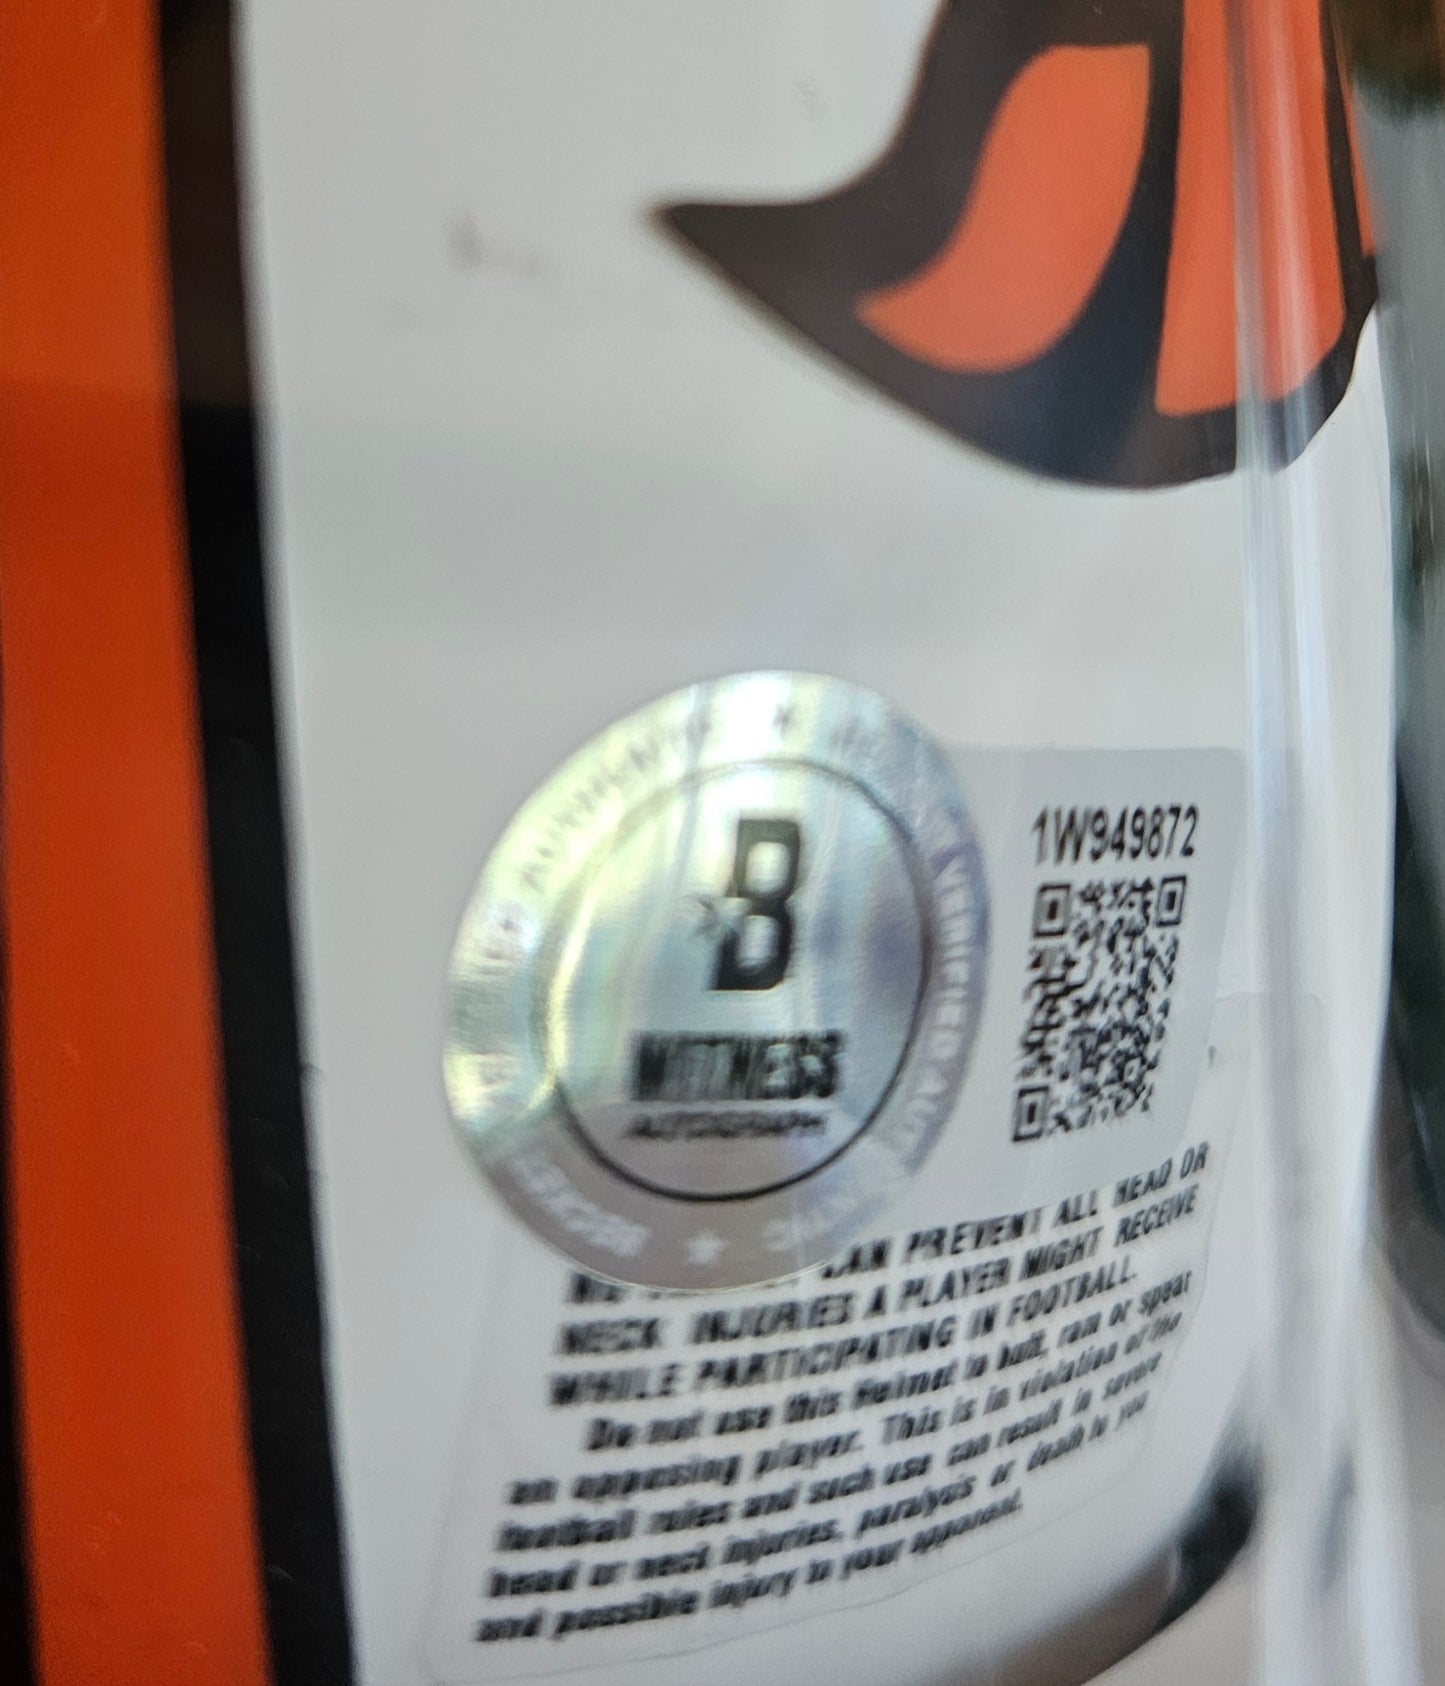 1W949872
B
WITNESS
AUTOGRAPH
VERIFIED AUTHENTIC ★ BECKETT
CAN PREVENT ALL HEAD OR
NECK INJURIES A PLAYER MIGHT RECEIVE
WHILE PARTICIPATING IN FOOTBALL.
Do not use this Helmet to butt, ram or spear
an opposing player. This is in violation of the
football rules and such use can result in severe
head or neck injuries, paralysis or death to you
and possible injury to your opponent.